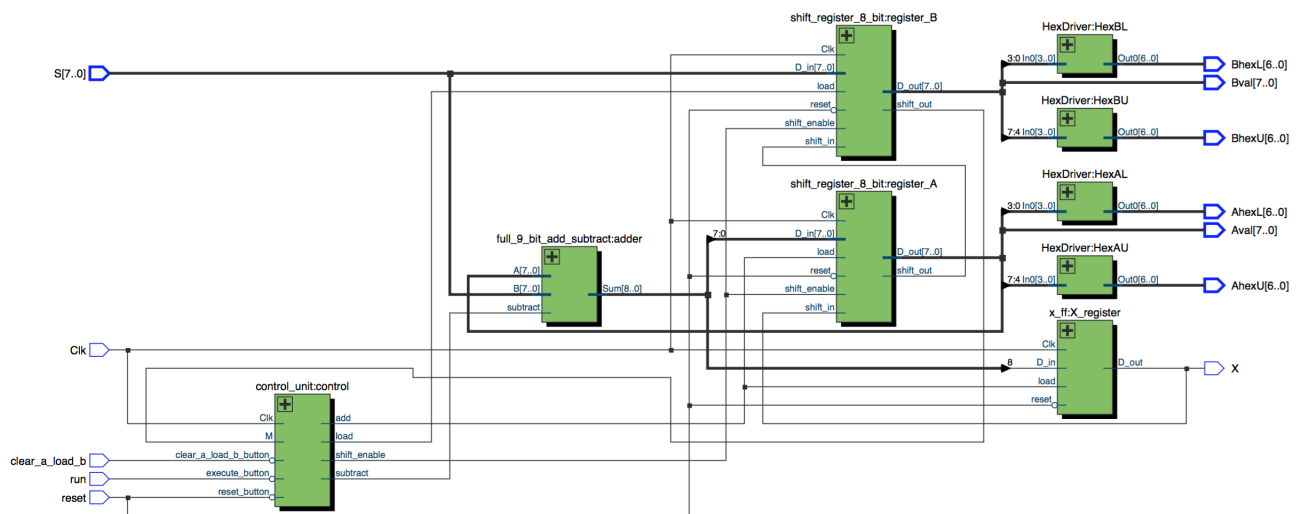 shift_register_8_bit:register_B
Clk
D_in[7..0]
load
reset
shift_enable
shift_in
D_out[7..0]
shift_out
HexDriver:HexBL
3:0 In0[3..0]
Out0[6..0]
BhexL[6..0]
Bval[7..0]
HexDriver:HexBU
7:4 In0[3..0]
Out0[6..0]
BhexU[6..0]
S[7..0]
shift_register_8_bit:register_A
Clk
7:0
D_in[7..0]
load
reset
shift_enable
shift_in
D_out[7..0]
shift_out
HexDriver:HexAL
3:0 In0[3..0]
Out0[6..0]
AhexL[6..0]
Aval[7..0]
HexDriver:HexAU
7:4 In0[3..0]
Out0[6..0]
AhexU[6..0]
full_9_bit_add_subtract:adder
A[7..0]
B[7..0]
subtract
Sum[8..0]
x_ff:X_register
Clk
8
D_in
load
reset
D_out
X
Clk
control_unit:control
Clk
M
clear_a_load_b_button
execute_button
reset_button
add
load
shift_enable
subtract
clear_a_load_b
run
reset